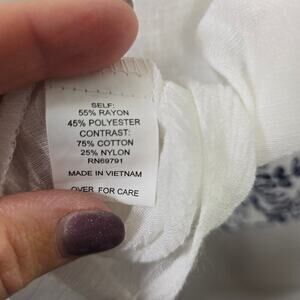 SELF:
55% RAYON
45% POLYESTER
CONTRAST:
75% COTTON
25% NYLON
RN69791
MADE IN VIETNAM
OVER FOR CARE